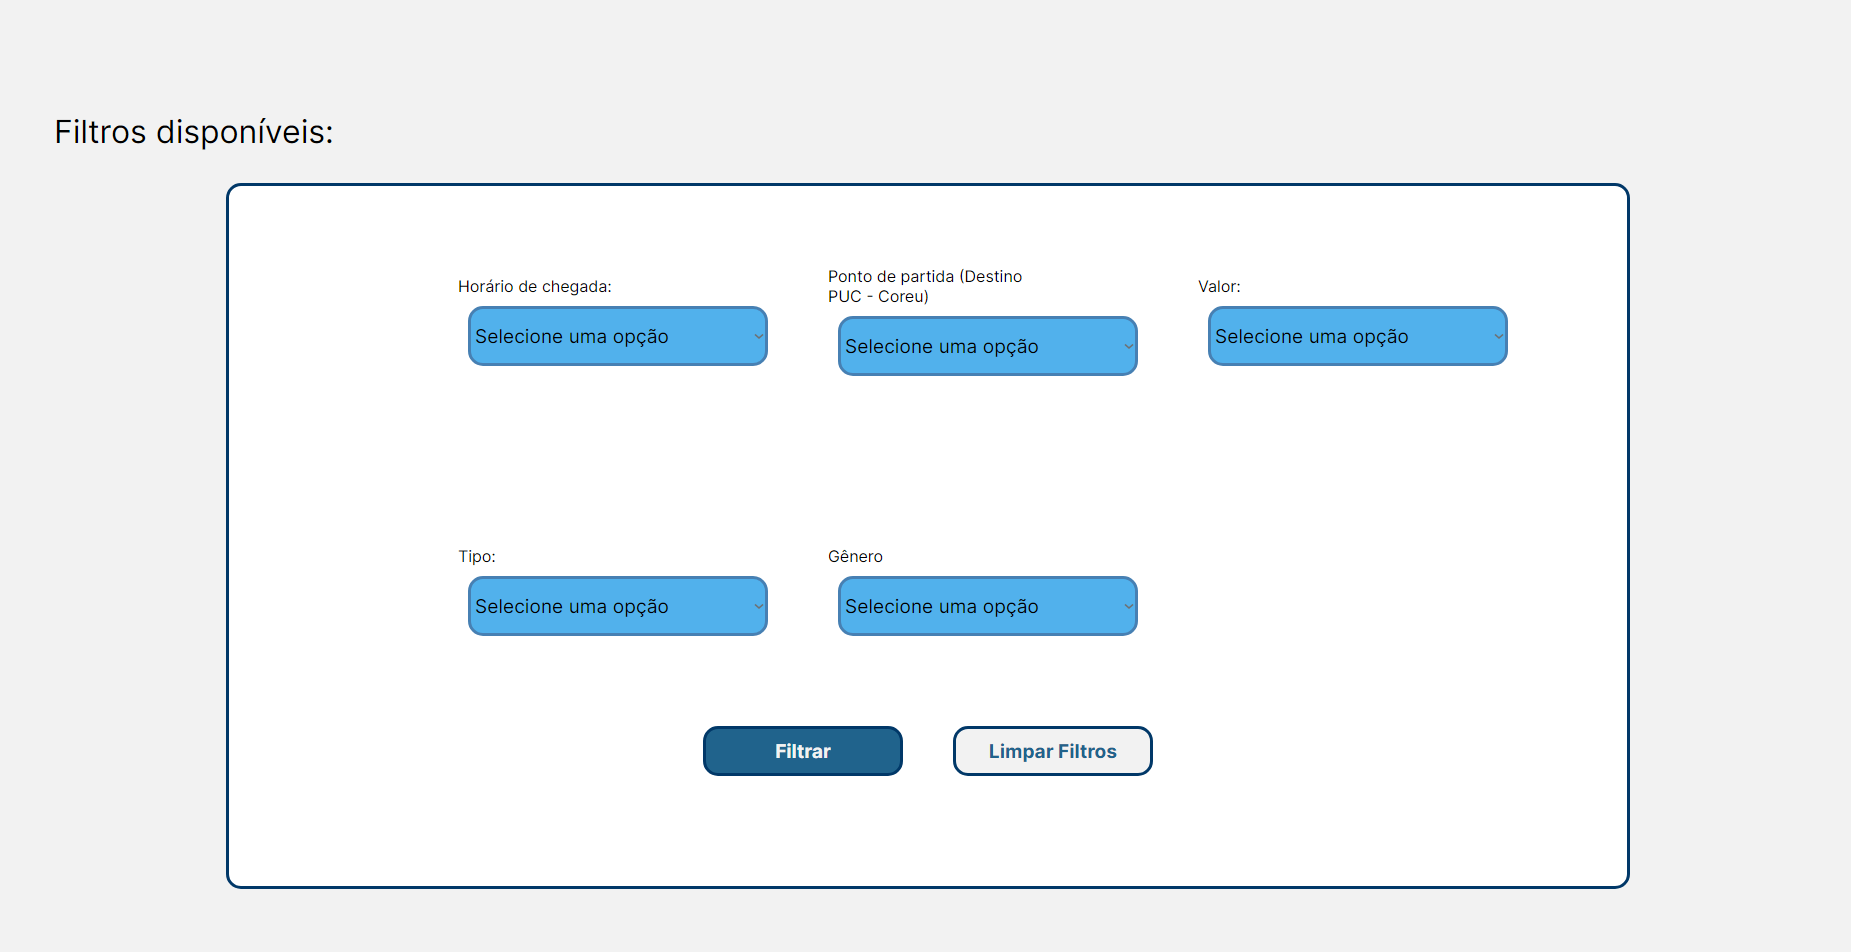 Filtros disponíveis:
Horário de chegada:
Selecione uma opção
Ponto de partida (Destino
PUC - Coreu)
Selecione uma opção
Valor:
Selecione uma opção
Tipo:
Selecione uma opção
Gênero
Selecione uma opção
Filtrar
Limpar Filtros